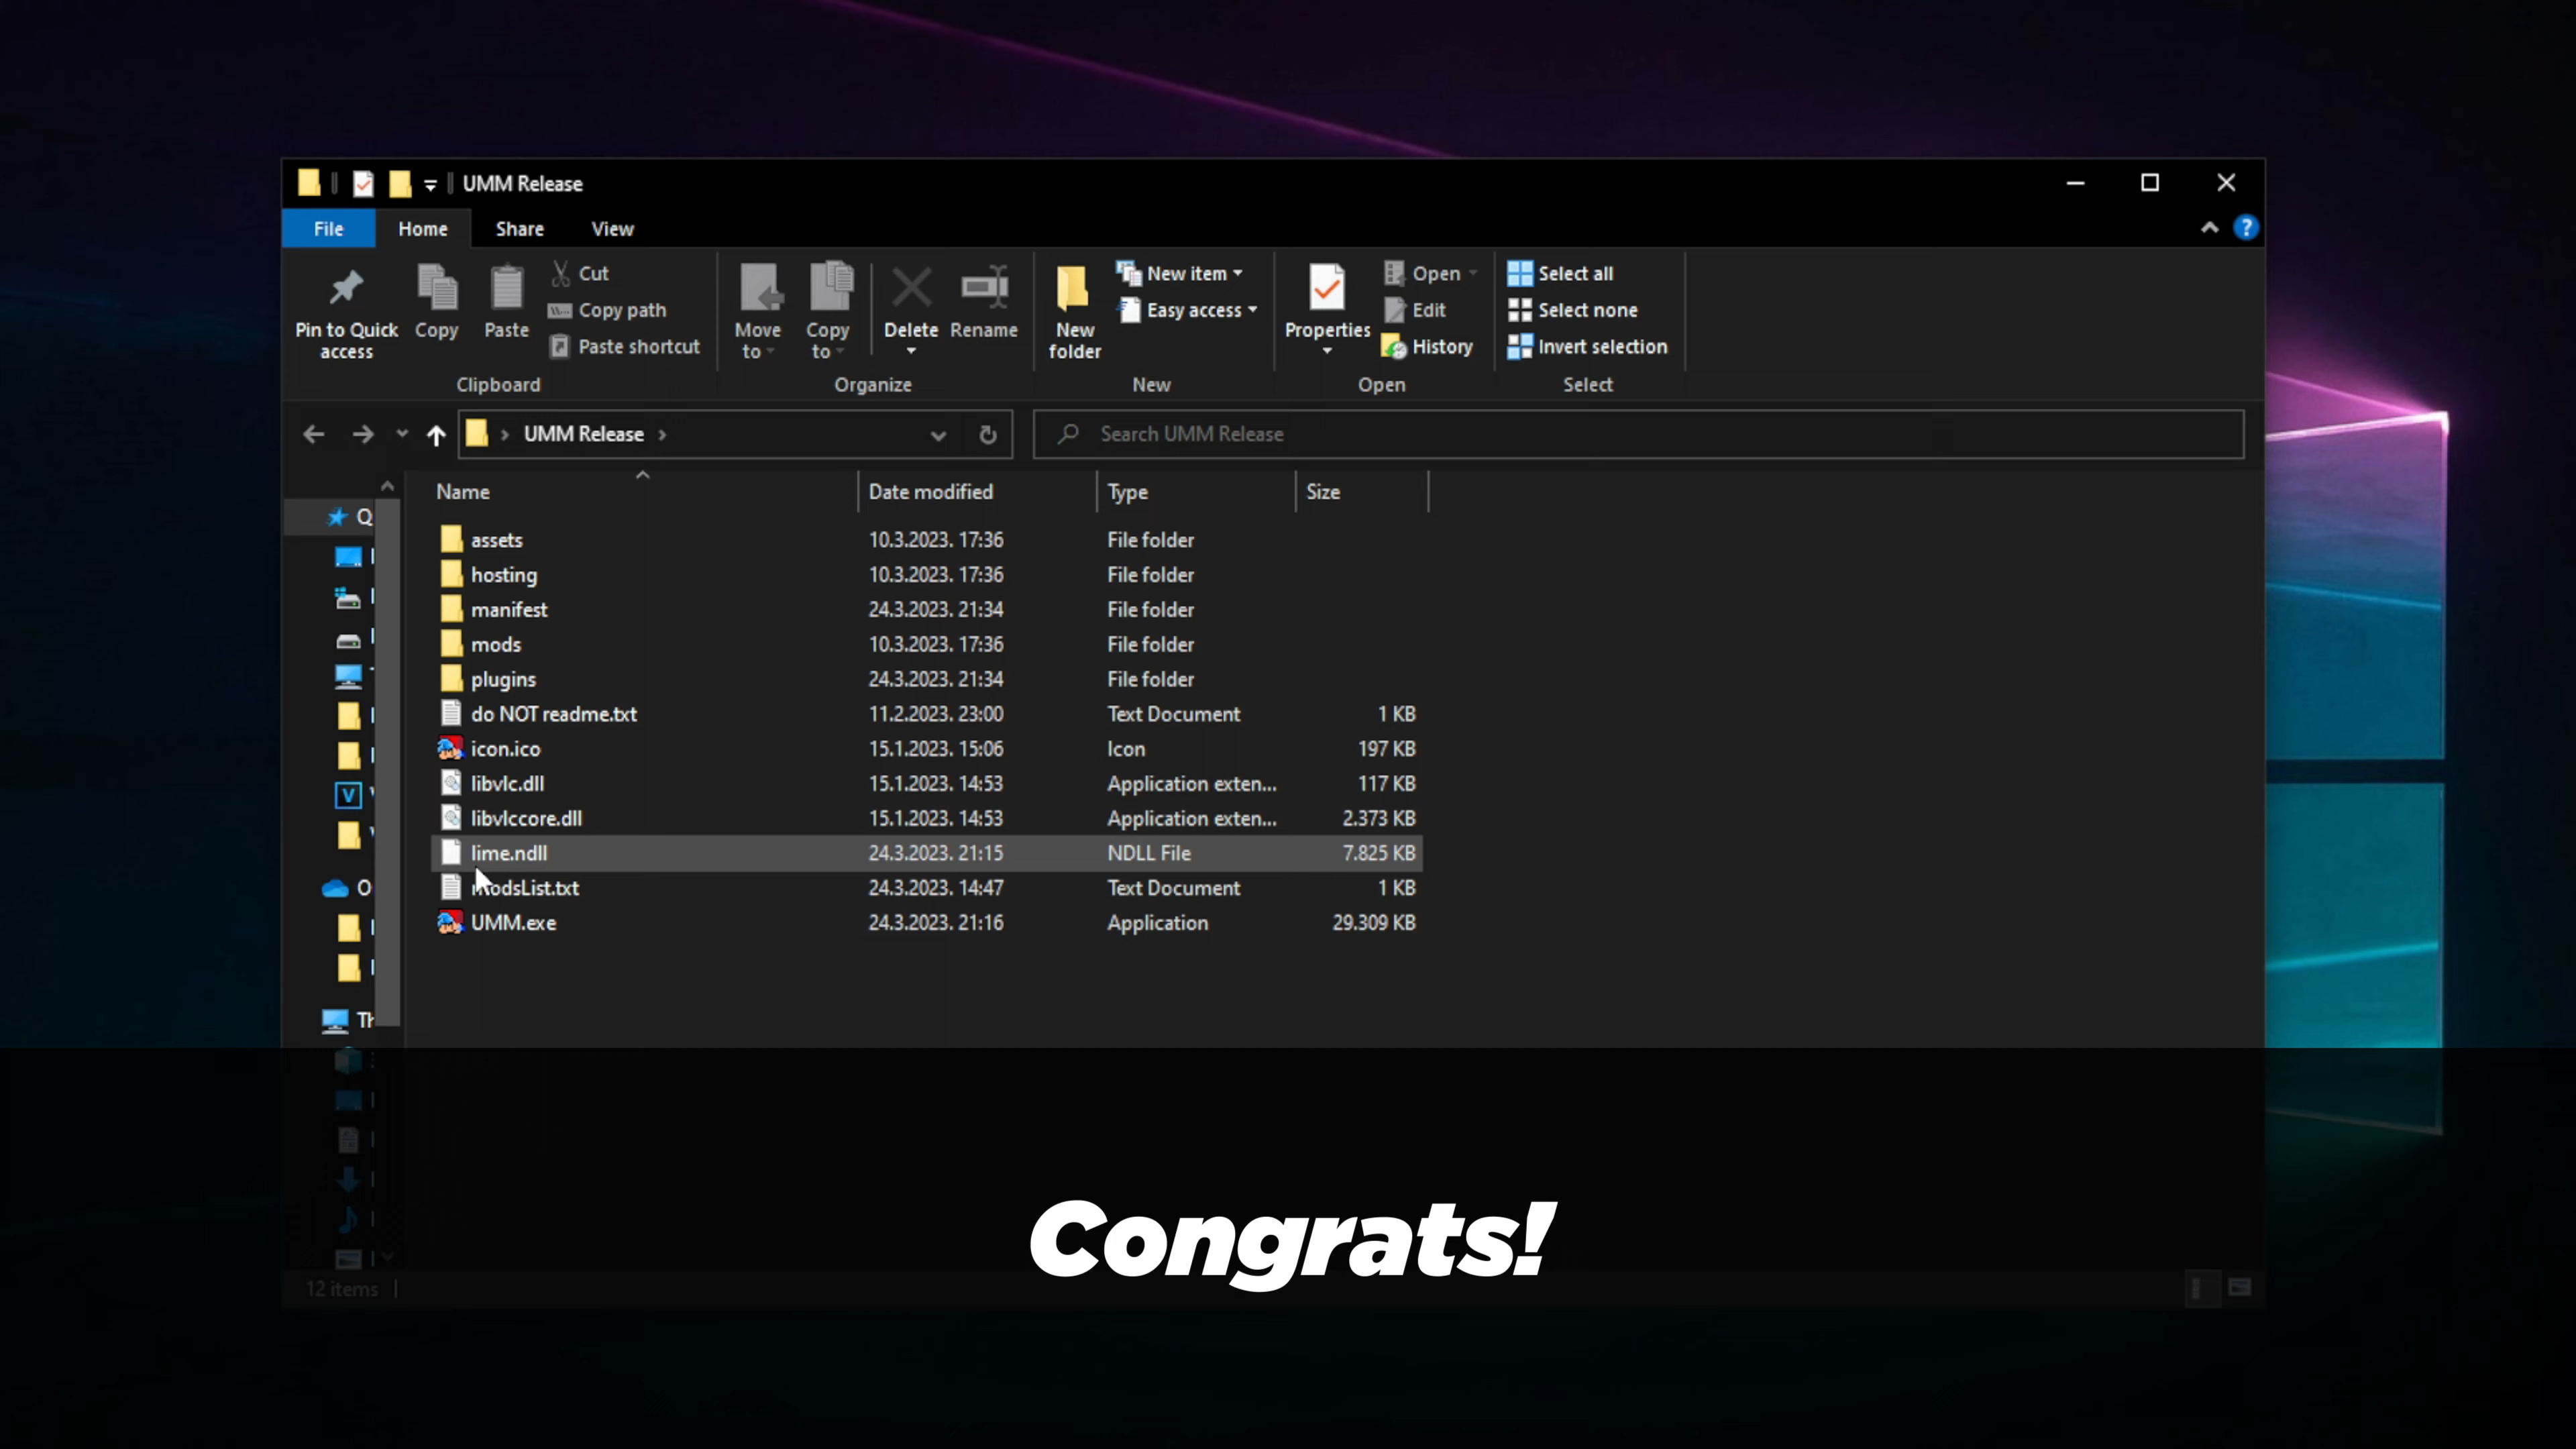 UMM Release
File Home Share View
Pin to Quick access
Copy
Paste
Cut
Copy path
Paste shortcut
Move to
Copy to
Delete
Rename
New folder
New item
Easy access
Properties
Open
Edit
History
Select all
Select none
Invert selection
Clipboard Organize New Open Select
UMM Release
Search UMM Release
Name Date modified Type Size
assets 10.3.2023. 17:36 File folder
hosting 10.3.2023. 17:36 File folder
manifest 24.3.2023. 21:34 File folder
mods 10.3.2023. 17:36 File folder
plugins 24.3.2023. 21:34 File folder
do NOT readme.txt 11.2.2023. 23:00 Text Document 1 KB
icon.ico 15.1.2023. 15:06 Icon 197 KB
libvlc.dll 15.1.2023. 14:53 Application exten... 117 KB
libvlccore.dll 15.1.2023. 14:53 Application exten... 2.373 KB
lime.ndll 24.3.2023. 21:15 NDLL File 7.825 KB
modsList.txt 24.3.2023. 14:47 Text Document 1 KB
UMM.exe 24.3.2023. 21:16 Application 29.309 KB
Congrats!
12 items